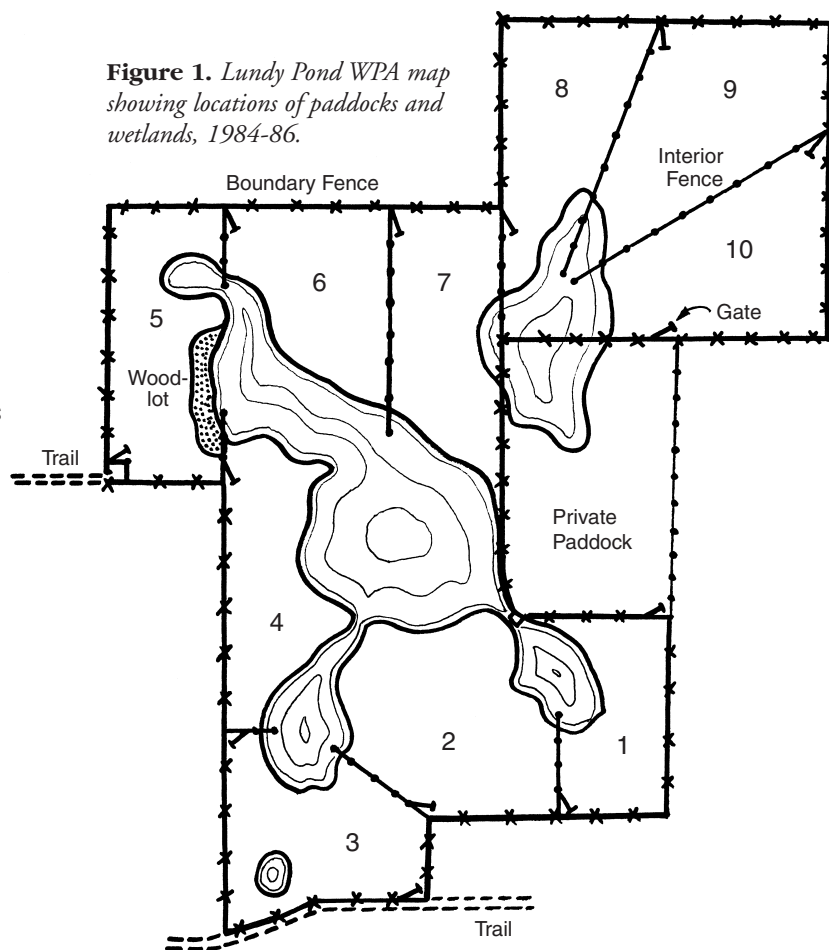 Figure 1. Lundy Pond WPA map
showing locations of paddocks and
wetlands, 1984-86.
8
9
Boundary Fence
Interior
Fence
10
6
7
5
Gate
Wood-
lot
Trail
Private
Paddock
4
2
1
3
Trail